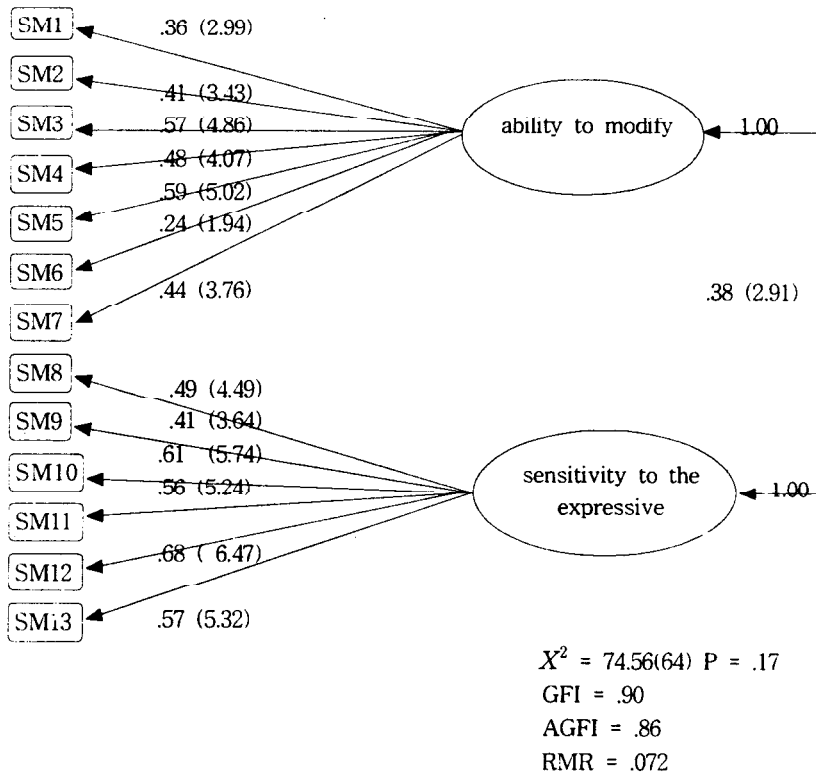 SM1
.36 (2.99)
SM2
.41 (3.43)
SM3
.57 (4.86)
ability to modify
1.00
SM4
.48 (4.07)
SM5
.59 (5.02)
.24 (1.94)
SM6
.44 (3.76)
.38 (2.91)
SM7
SM8
.49 (4.49)
SM9
.41 (3.64)
.61 (5.74)
SM10
.56 (5.24)
sensitivity to the
expressive
1.00
SM11
.68 ( 6.47)
SM12
SM13
.57 (5.32)
X² = 74.56(64) P = .17
GFI = .90
AGFI = .86
RMR = .072